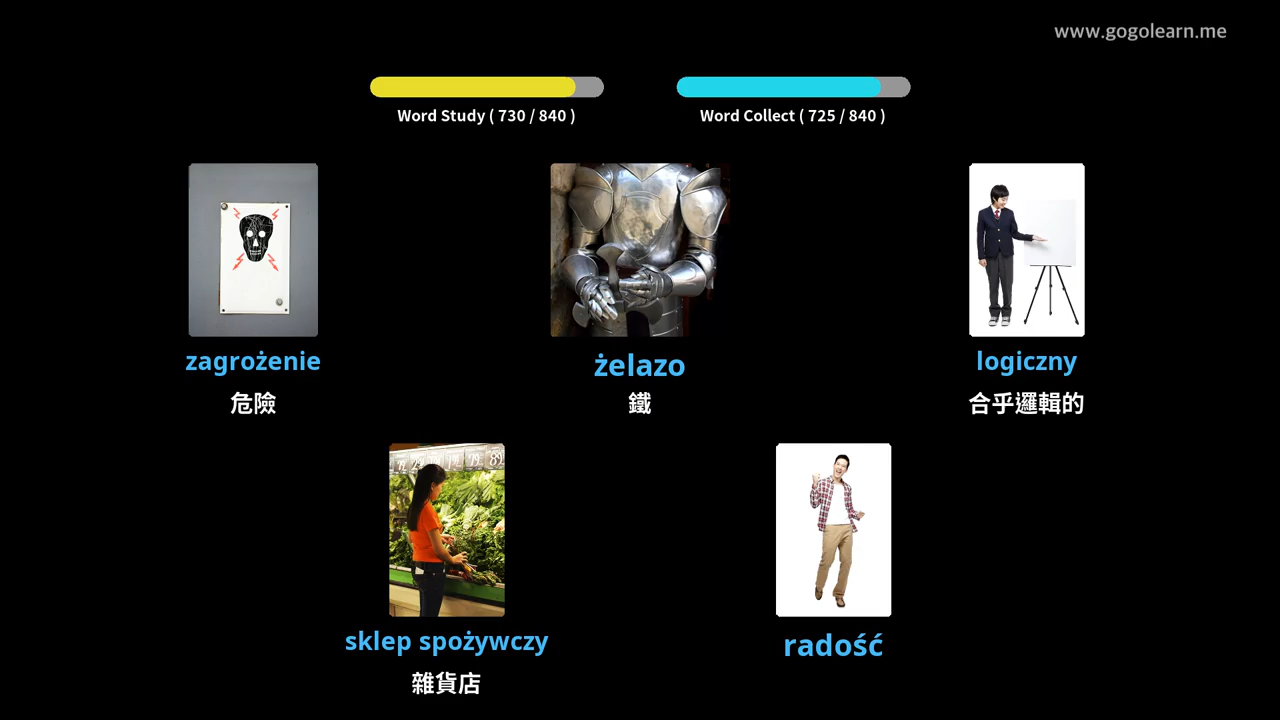 www.gogolearn.me
Word Study ( 730 / 840 )
Word Collect ( 725 / 840 )
zagrożenie
危險
żelazo
鐵
logiczny
合乎邏輯的
sklep spożywczy
雜貨店
radość